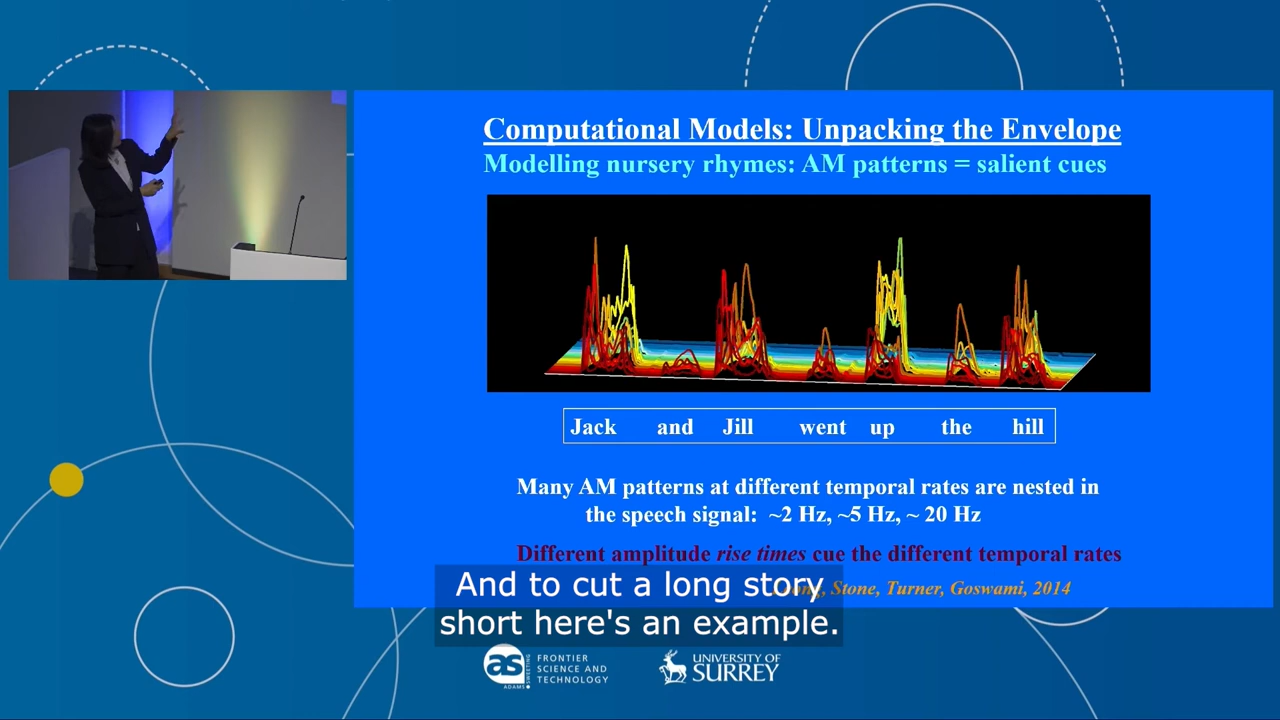 Computational Models: Unpacking the Envelope
Modelling nursery rhymes: AM patterns = salient cues
Jack and Jill went up the hill
Many AM patterns at different temporal rates are nested in
the speech signal: ~2 Hz, ~5 Hz, ~ 20 Hz
Different amplitude rise times cue the different temporal rates
Stone, Turner, Goswami, 2014
And to cut a long story
short here's an example.
as
ADAMS SWEETING
FRONTIER
SCIENCE AND
TECHNOLOGY
UNIVERSITY OF
SURREY